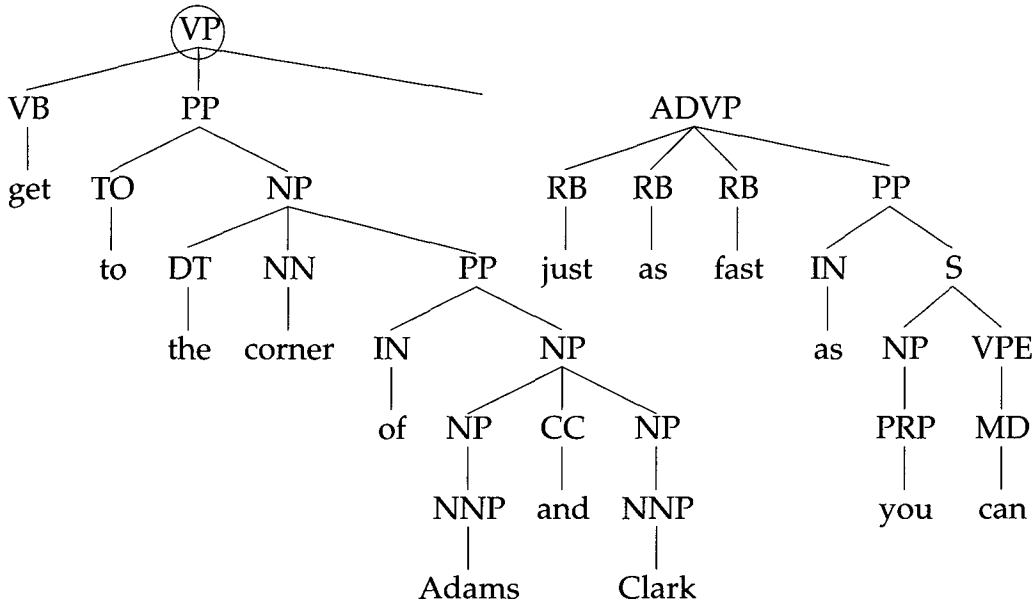 VP
VB PP ADVP
get TO NP RB RB RB PP
to DT NN PP just as fast IN S
the corner IN NP as NP VPE
of NP CC NP PRP MD
NNP and NNP you can
Adams Clark